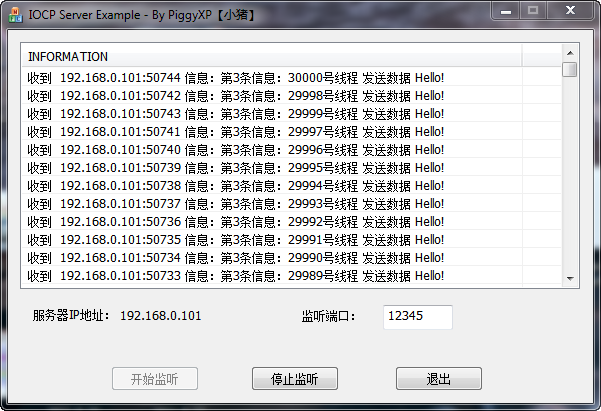 IOCP Server Example - By PiggyXP【小猪】
INFORMATION
收到 192.168.0.101:50744 信息：第3条信息：30000号线程 发送数据 Hello!
收到 192.168.0.101:50742 信息：第3条信息：29998号线程 发送数据 Hello!
收到 192.168.0.101:50743 信息：第3条信息：29999号线程 发送数据 Hello!
收到 192.168.0.101:50741 信息：第3条信息：29997号线程 发送数据 Hello!
收到 192.168.0.101:50740 信息：第3条信息：29996号线程 发送数据 Hello!
收到 192.168.0.101:50739 信息：第3条信息：29995号线程 发送数据 Hello!
收到 192.168.0.101:50738 信息：第3条信息：29994号线程 发送数据 Hello!
收到 192.168.0.101:50737 信息：第3条信息：29993号线程 发送数据 Hello!
收到 192.168.0.101:50736 信息：第3条信息：29992号线程 发送数据 Hello!
收到 192.168.0.101:50735 信息：第3条信息：29991号线程 发送数据 Hello!
收到 192.168.0.101:50734 信息：第3条信息：29990号线程 发送数据 Hello!
收到 192.168.0.101:50733 信息：第3条信息：29989号线程 发送数据 Hello!
服务器IP地址： 192.168.0.101 监听端口： 12345
开始监听 停止监听 退出